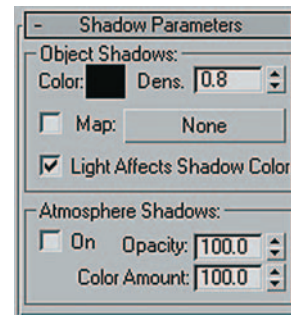 - Shadow Parameters
Object Shadows:
Color: Dens. 0.8
Map: None
Light Affects Shadow Color
Atmosphere Shadows:
On Opacity: 100.0
Color Amount: 100.0